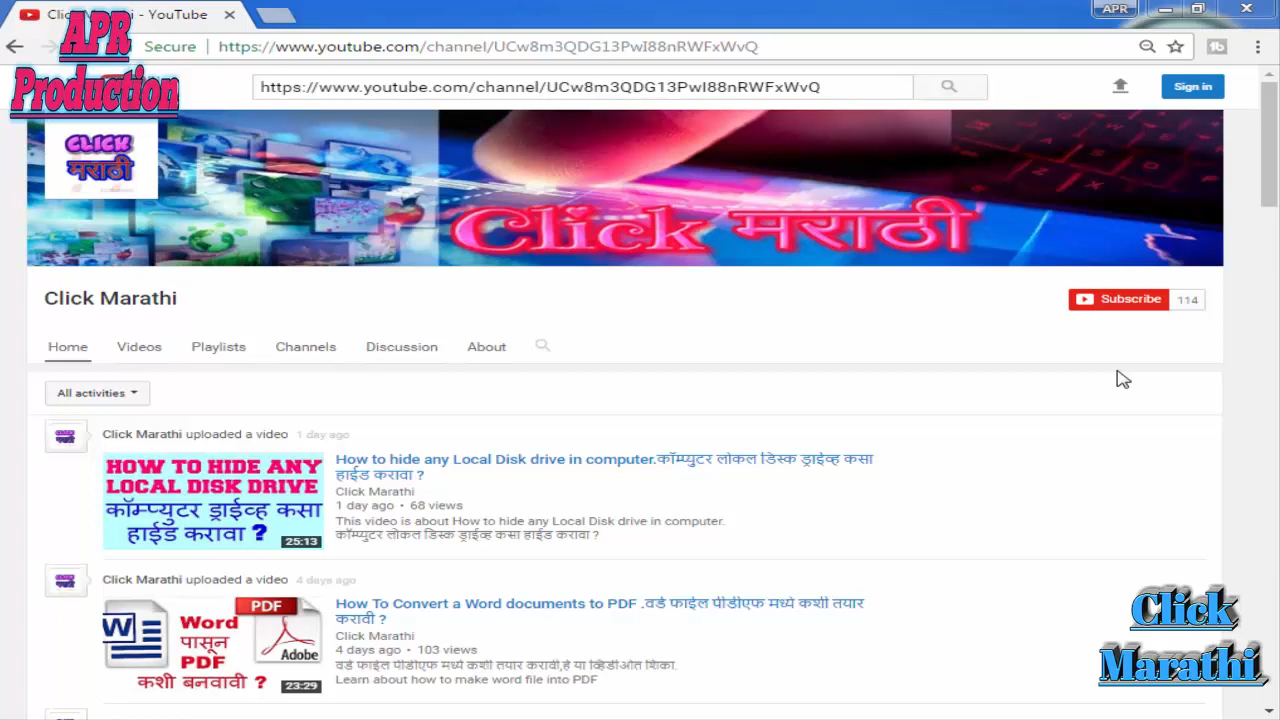 Click Marathi - YouTube
APR
APR
Production
Secure
https://www.youtube.com/channel/UCw8m3QDG13PwI88nRWFxWvQ
https://www.youtube.com/channel/UCw8m3QDG13PwI88nRWFxWvQ
Sign in
CLICK
मराठी
Click मराठी
Click Marathi
Subscribe 114
Home Videos Playlists Channels Discussion About
All activities
Click Marathi uploaded a video 1 day ago
HOW TO HIDE ANY
LOCAL DISK DRIVE
कॉम्प्युटर ड्राईव्ह कसा
हाईड करावा ?
25:13
How to hide any Local Disk drive in computer.कॉम्प्युटर लोकल डिस्क ड्राईव्ह कसा
हाईड करावा ?
Click Marathi
1 day ago • 68 views
This video is about How to hide any Local Disk drive in computer.
कॉम्प्युटर लोकल डिस्क ड्राईव्ह कसा हाईड करावा ?
Click Marathi uploaded a video 4 days ago
W
PDF
Word
पासून
PDF
Adobe
कशी बनवावी ?
23:29
How To Convert a Word documents to PDF .वर्ड फाईल पीडीएफ मध्ये कशी तयार
करावी ?
Click Marathi
4 days ago • 103 views
वर्ड फाईल पीडीएफ मध्ये कशी तयार करावी,हे या व्हिडीओत शिका.
Learn about how to make word file into PDF
Click
Marathi